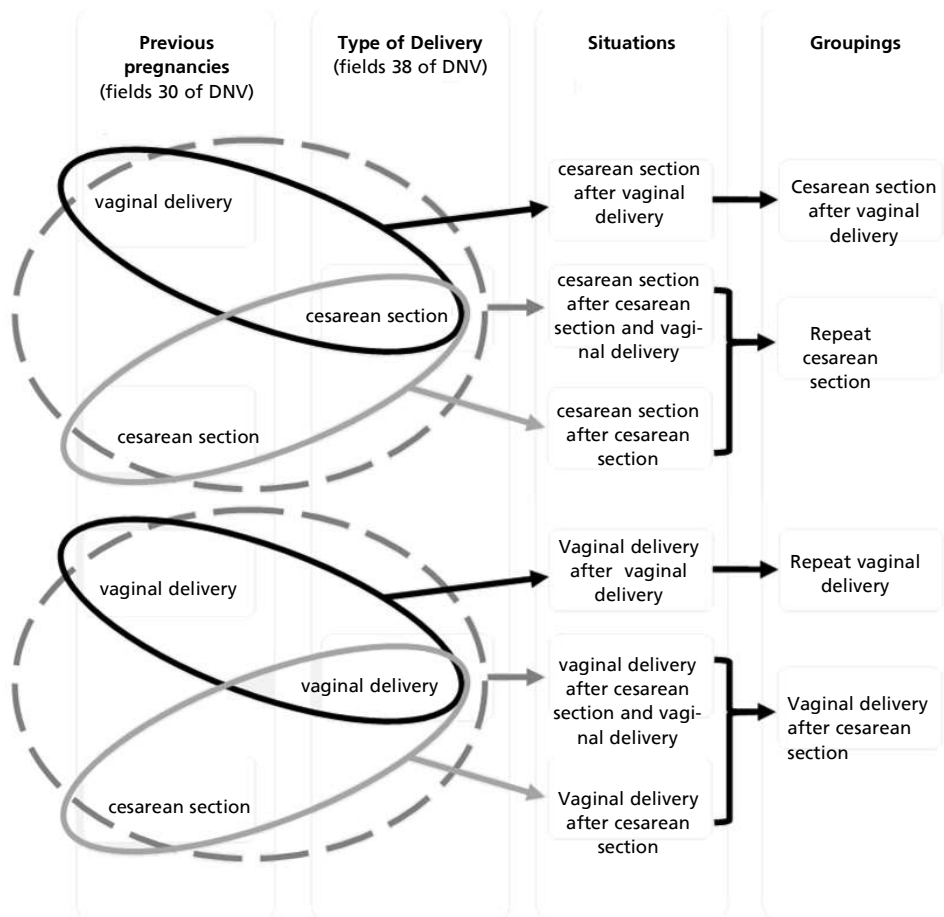 Previous
pregnancies
(fields 30 of DNV)
Type of Delivery
(fields 38 of DNV)
Situations
Groupings
vaginal delivery
cesarean section
cesarean section
cesarean section
after vaginal
delivery
Cesarean section
after vaginal
delivery
cesarean section
after cesarean
section and vagi-
nal delivery
cesarean section
after cesarean
section
Repeat
cesarean
section
vaginal delivery
vaginal delivery
cesarean section
Vaginal delivery
after vaginal
delivery
Repeat vaginal
delivery
vaginal delivery
after cesarean
section and vagi-
nal delivery
Vaginal delivery
after cesarean
section
Vaginal delivery
after cesarean
section